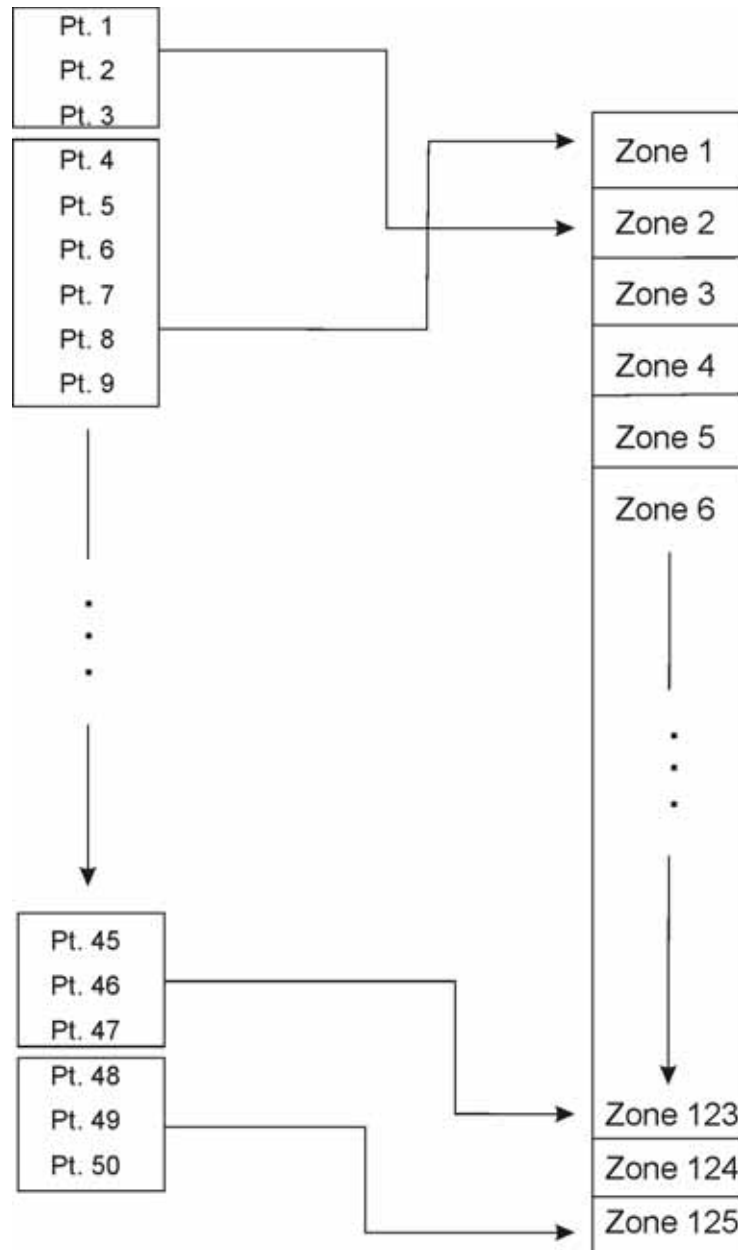 Pt. 1
Pt. 2
Pt. 3
Pt. 4
Pt. 5
Pt. 6
Pt. 7
Pt. 8
Pt. 9
Pt. 45
Pt. 46
Pt. 47
Pt. 48
Pt. 49
Pt. 50
Zone 1
Zone 2
Zone 3
Zone 4
Zone 5
Zone 6
Zone 123
Zone 124
Zone 125